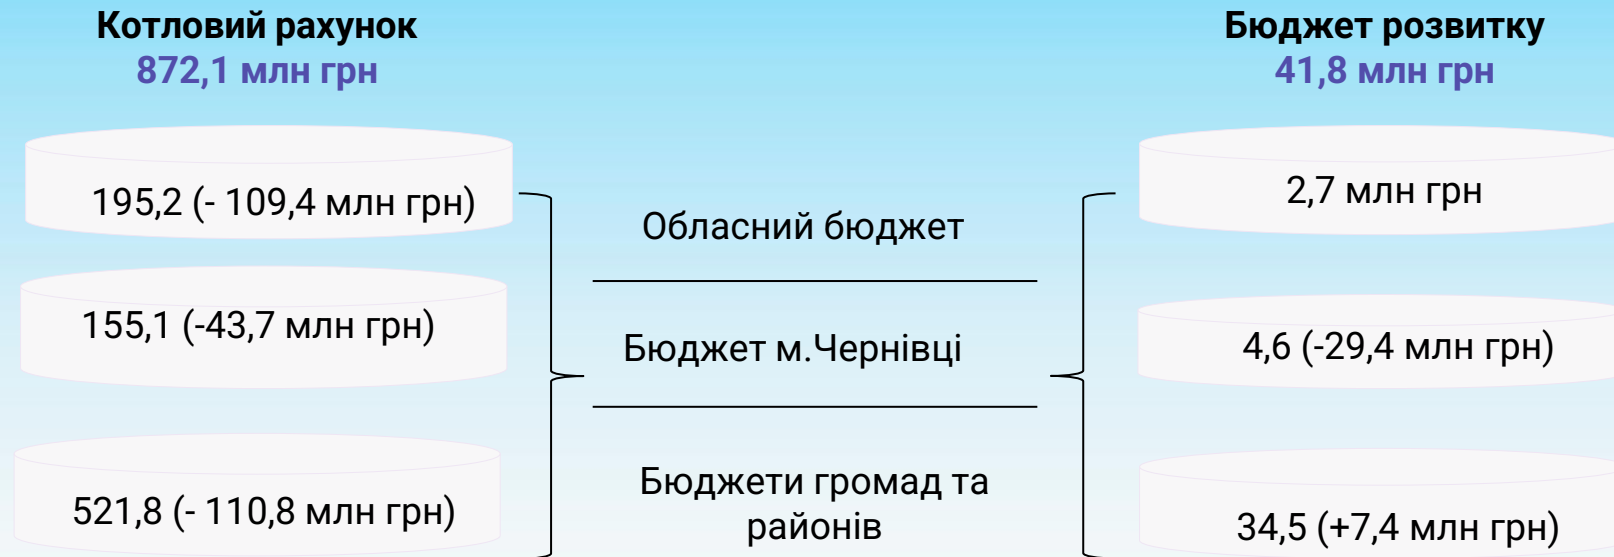 Котловий рахунок
872,1 млн грн
Бюджет розвитку
41,8 млн грн
195,2 (- 109,4 млн грн)
Обласний бюджет
2,7 млн грн
155,1 (-43,7 млн грн)
Бюджет м.Чернівці
4,6 (-29,4 млн грн)
521,8 (- 110,8 млн грн)
Бюджети громад та
районів
34,5 (+7,4 млн грн)